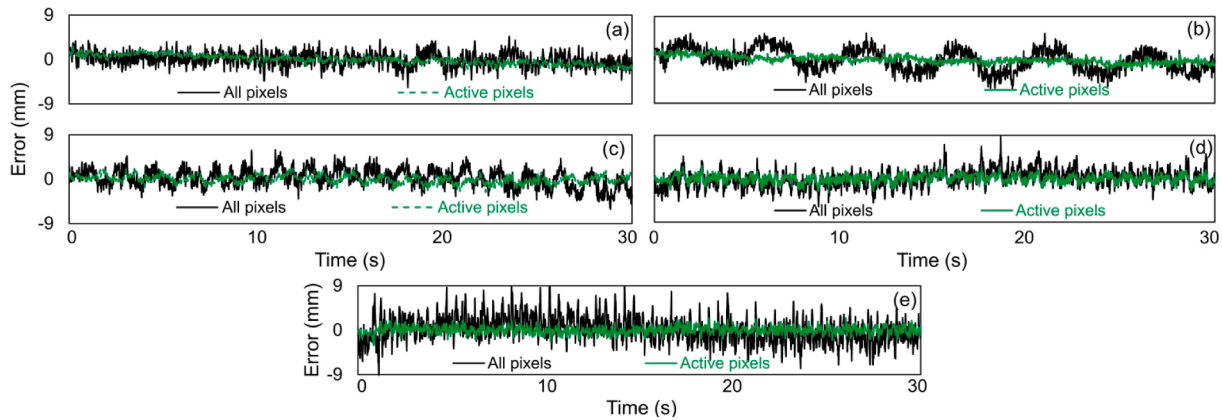 9
0
-9
(a)
All pixels
Active pixels
(b)
All pixels
Active pixels
Error (mm)
9
0
-9
(c)
All pixels
Active pixels
0
10
20
30
Time (s)
(d)
All pixels
Active pixels
0
10
20
30
Time (s)
Error (mm)
9
0
-9
(e)
All pixels
Active pixels
0
10
20
30
Time (s)